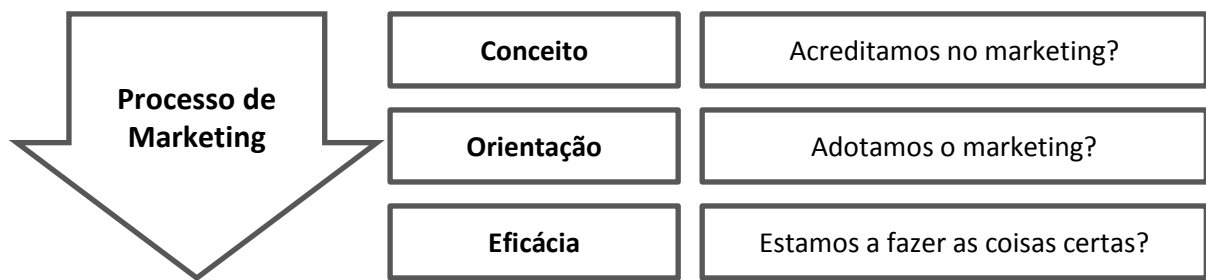 Processo de
Marketing
Conceito
Acreditamos no marketing?
Orientação
Adotamos o marketing?
Eficácia
Estamos a fazer as coisas certas?